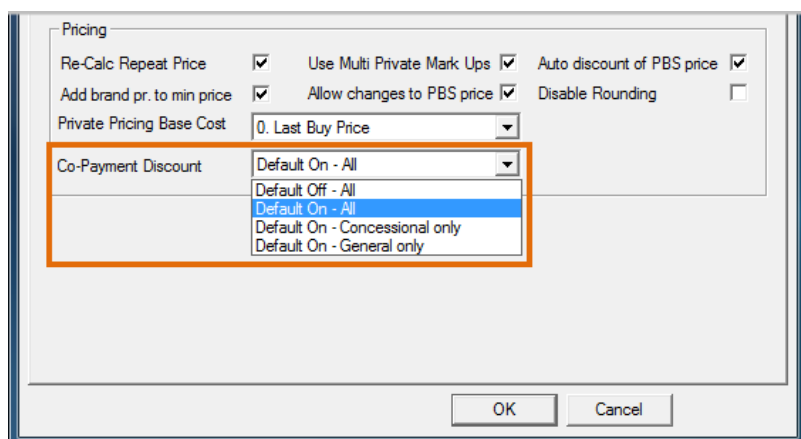 Pricing
Re-Calc Repeat Price Use Multi Private Mark Ups Auto discount of PBS price
Add brand pr. to min price Allow changes to PBS price Disable Rounding
Private Pricing Base Cost 0. Last Buy Price
Co-Payment Discount Default On - All
Default Off - All
Default On - All
Default On - Concessional only
Default On - General only
OK Cancel